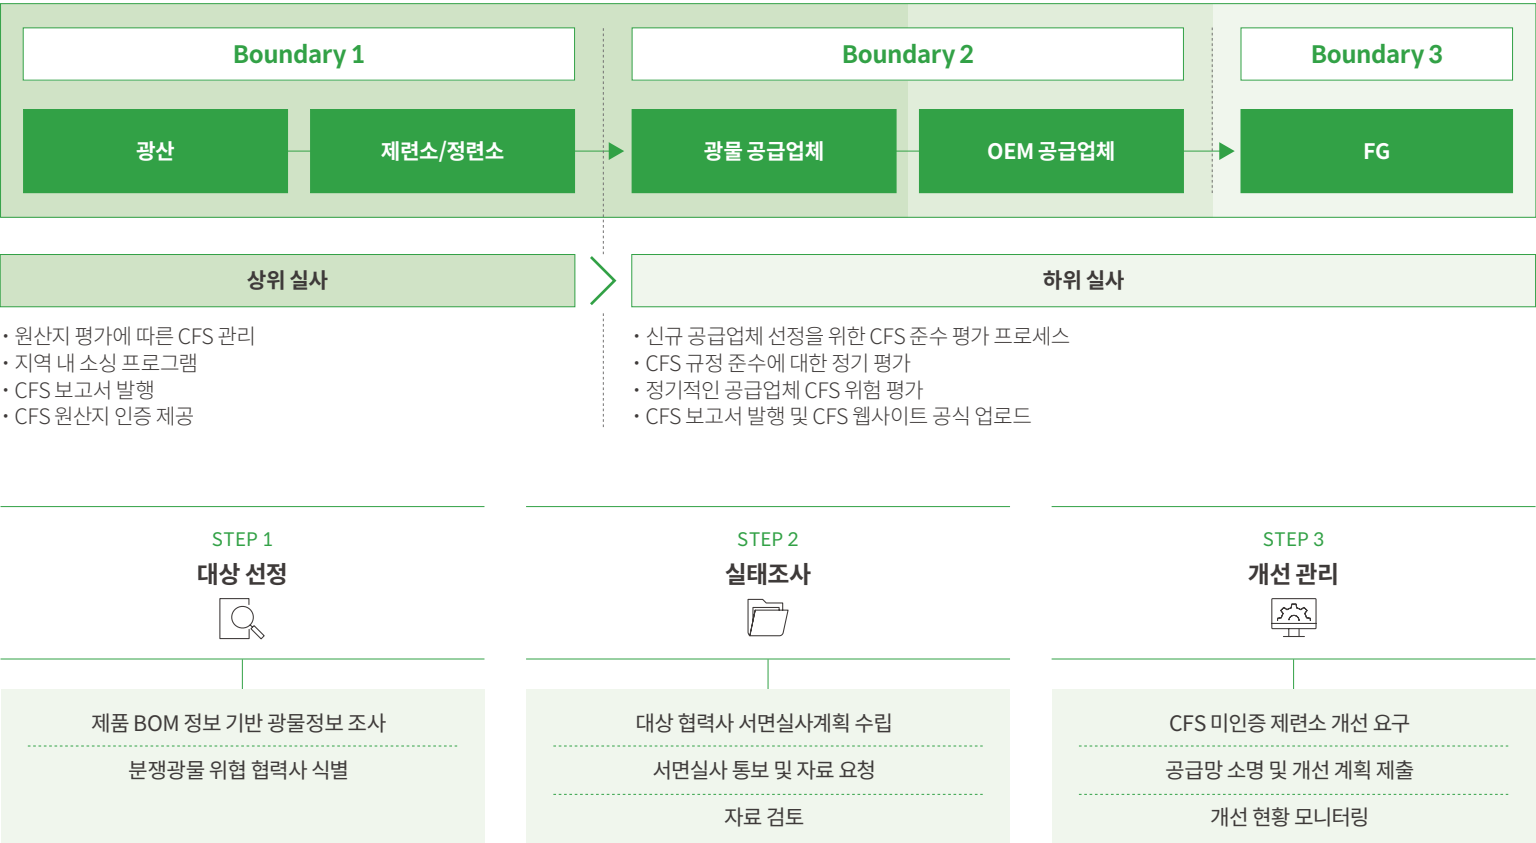 Boundary 1
Boundary 2
Boundary 3
광산
제련소/정련소
광물 공급업체
OEM 공급업체
FG
상위 실사
하위 실사
· 원산지 평가에 따른 CFS 관리
· 지역 내 소싱 프로그램
· CFS 보고서 발행
· CFS 원산지 인증 제공
· 신규 공급업체 선정을 위한 CFS 준수 평가 프로세스
· CFS 규정 준수에 대한 정기 평가
· 정기적인 공급업체 CFS 위험 평가
· CFS 보고서 발행 및 CFS 웹사이트 공식 업로드
STEP 1
대상 선정
제품 BOM 정보 기반 광물정보 조사
분쟁광물 위협 협력사 식별
STEP 2
실태조사
대상 협력사 서면실사계획 수립
서면실사 통보 및 자료 요청
자료 검토
STEP 3
개선 관리
CFS 미인증 제련소 개선 요구
공급망 소명 및 개선 계획 제출
개선 현황 모니터링